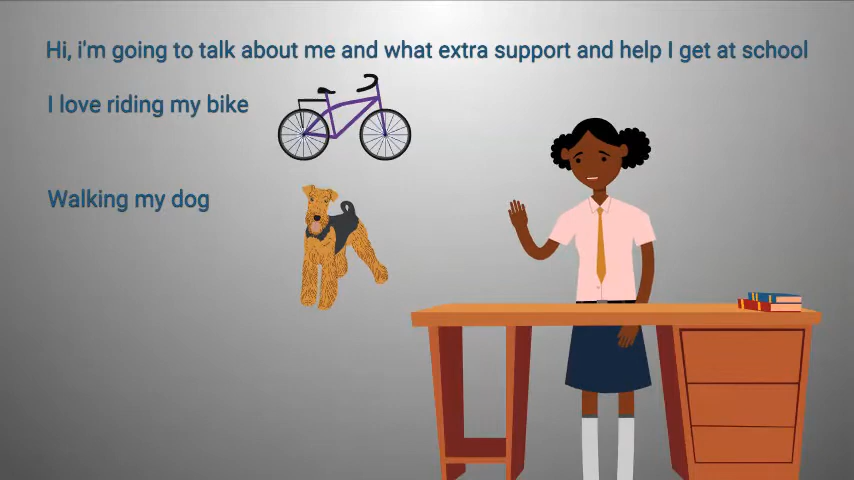 Hi, i'm going to talk about me and what extra support and help I get at school
I love riding my bike
Walking my dog